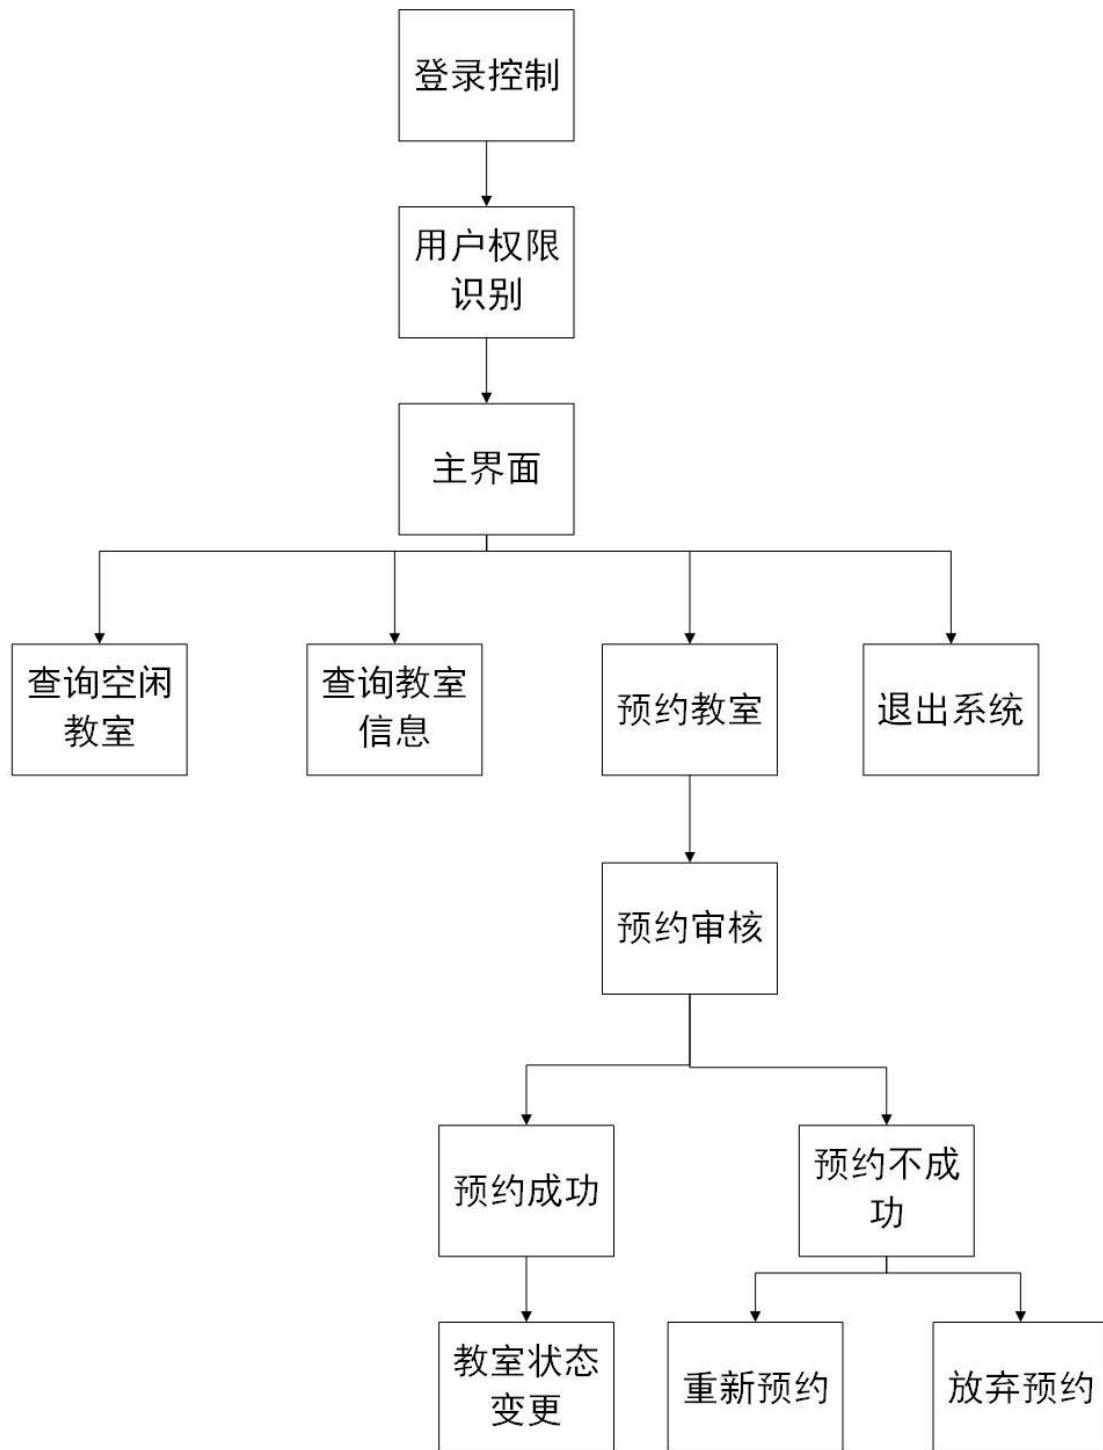 登录控制
用户权限
识别
主界面
查询空闲
教室
查询教室
信息
预约教室
退出系统
预约审核
预约成功
预约不成
功
教室状态
变更
重新预约
放弃预约